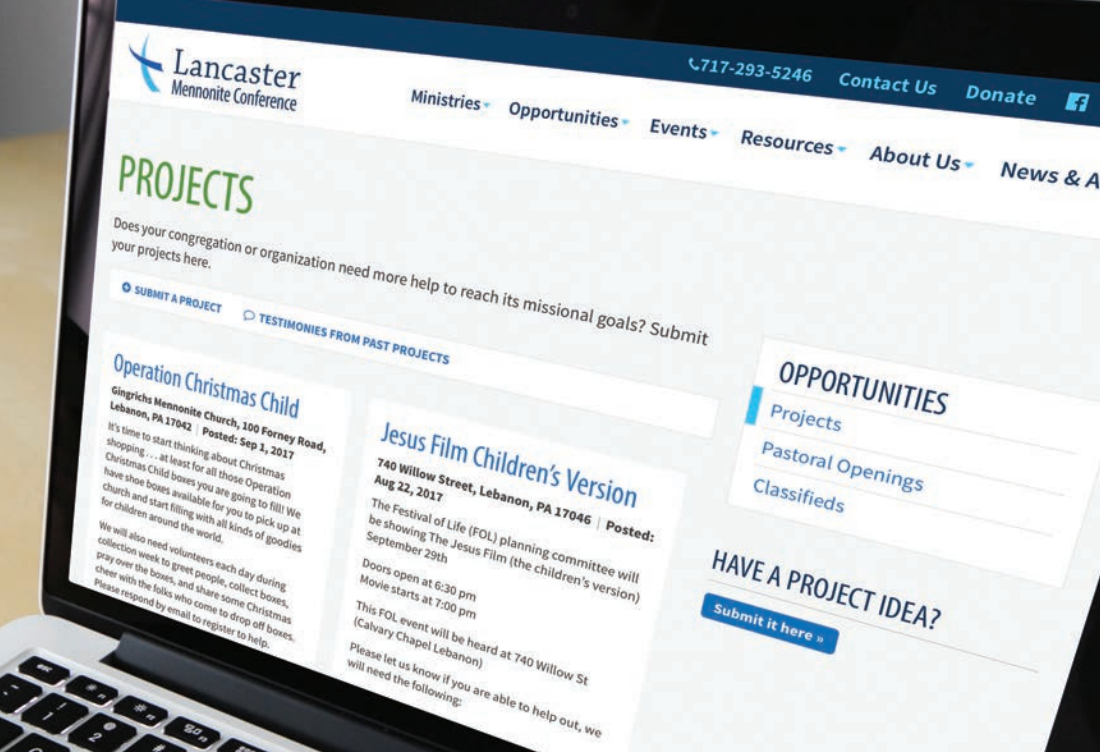 717-293-5246 Contact Us Donate
Lancaster
Mennonite Conference
Ministries Opportunities Events Resources About Us News & A
PROJECTS
Does your congregation or organization need more help to reach its missional goals? Submit
your projects here.
SUBMIT A PROJECT TESTIMONIES FROM PAST PROJECTS
Operation Christmas Child
Gingrichs Mennonite Church, 100 Forney Road,
Lebanon, PA 17042 | Posted: Sep 1, 2017
It's time to start thinking about Christmas
shopping . . . at least for all those Operation
Christmas Child boxes you are going to fill! We
have shoe boxes available for you to pick up at
church and start filling with all kinds of goodies
for children around the world.
We will also need volunteers each day during
collection week to greet people, collect boxes,
pray over the boxes, and share some Christmas
cheer with the folks who come to drop off boxes.
Please respond by email to register to help.
Jesus Film Children's Version
740 Willow Street, Lebanon, PA 17046 | Posted:
Aug 22, 2017
The Festival of Life (FOL) planning committee will
be showing The Jesus Film (the children's version)
September 29th
Doors open at 6:30 pm
Movie starts at 7:00 pm
This FOL event will be heard at 740 Willow St
(Calvary Chapel Lebanon)
Please let us know if you are able to help out, we
will need the following:
OPPORTUNITIES
Projects
Pastoral Openings
Classifieds
HAVE A PROJECT IDEA?
Submit it here »
esc
1
2